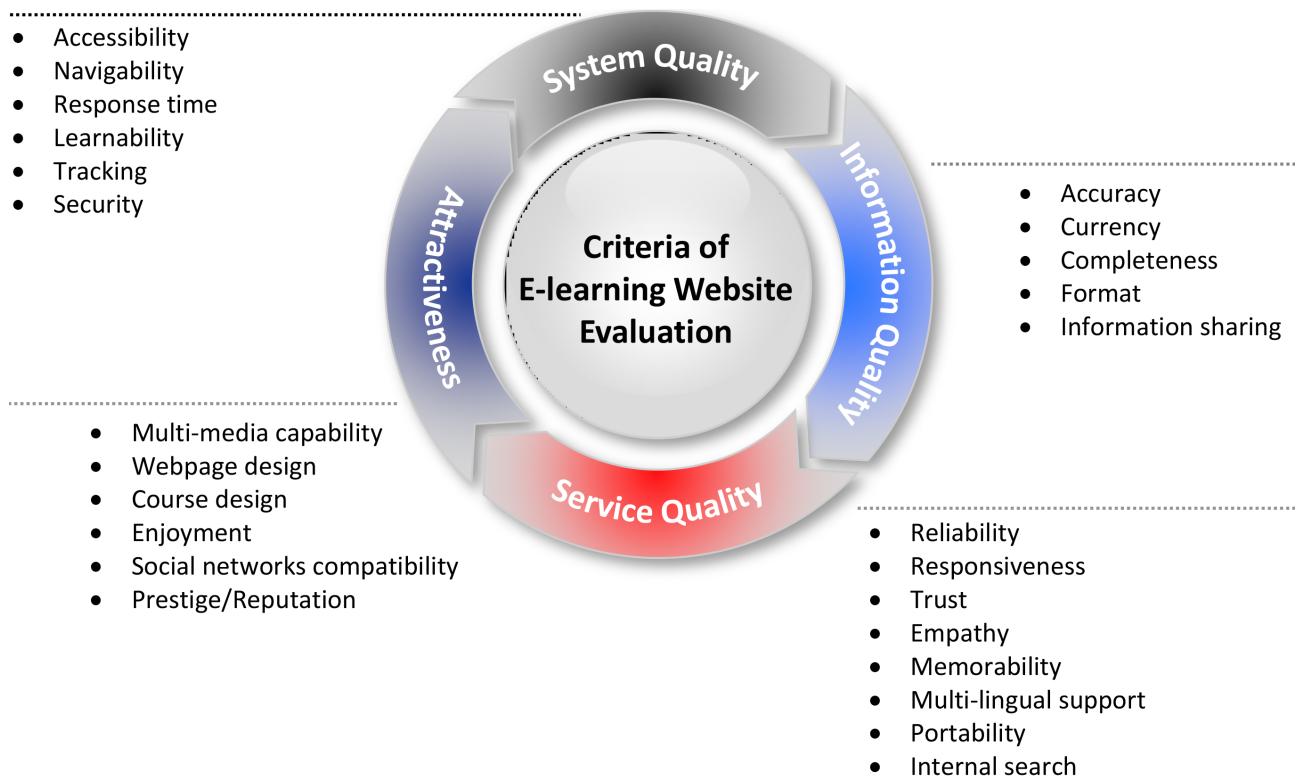 System Quality
• Accessibility
• Navigability
• Response time
• Learnability
• Tracking
• Security
Information Quality
• Accuracy
• Currency
• Completeness
• Format
• Information sharing
Criteria of
E-learning Website
Evaluation
Attractiveness
• Multi-media capability
• Webpage design
• Course design
• Enjoyment
• Social networks compatibility
• Prestige/Reputation
Service Quality
• Reliability
• Responsiveness
• Trust
• Empathy
• Memorability
• Multi-lingual support
• Portability
• Internal search